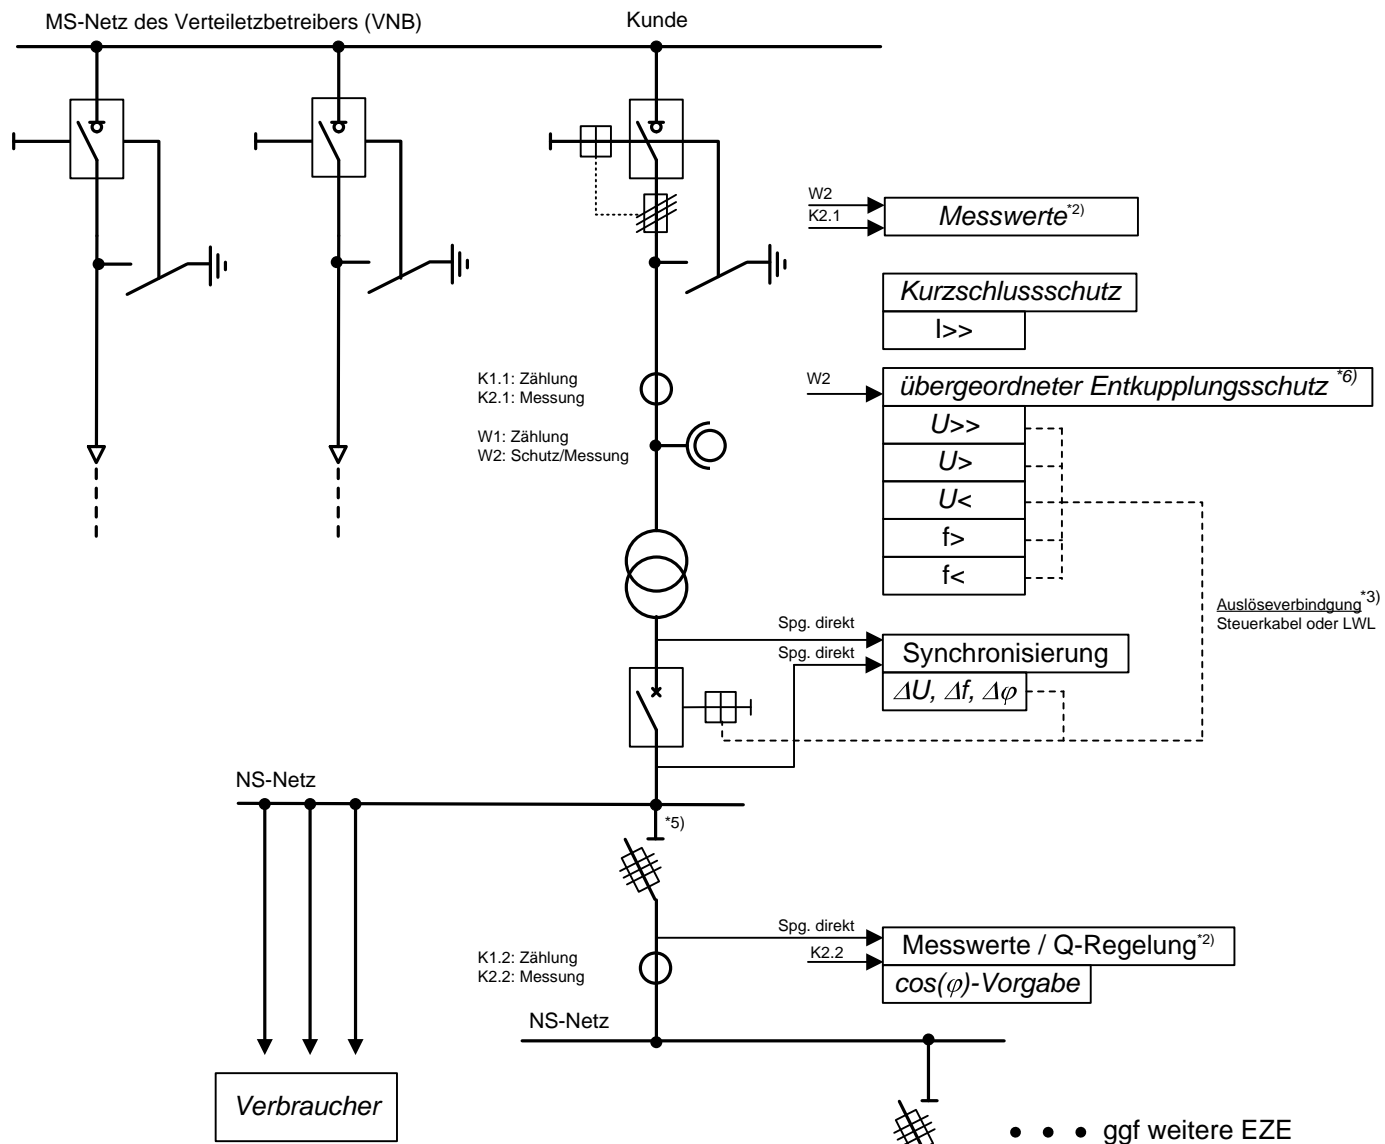 MS-Netz des Verteiletzbetreibers (VNB)
Kunde
W2
K2.1
Messwerte*2)
Kurzschlussschutz
I>>
K1.1: Zählung
K2.1: Messung
W1: Zählung
W2: Schutz/Messung
W2
übergeordneter Entkupplungsschutz *6)
U>>
U>
U<
f>
f<
Auslöseverbindgung*3)
Steuerkabel oder LWL
Spg. direkt
Spg. direkt
Synchronisierung
ΔU, Δf, Δφ
NS-Netz
*5)
Spg. direkt
K2.2
Messwerte / Q-Regelung*2)
cos(φ)-Vorgabe
K1.2: Zählung
K2.2: Messung
NS-Netz
Verbraucher
• • • ggf weitere EZE